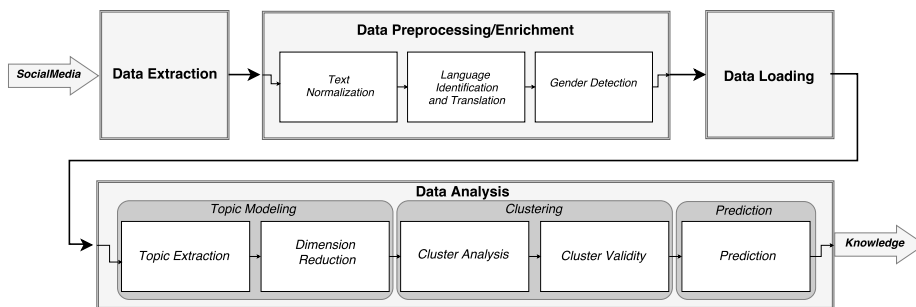 Data Preprocessing/Enrichment
SocialMedia
Data Extraction
Text
Normalization
Language
Identification
and Translation
Gender Detection
Data Loading
Data Analysis
Topic Modeling
Clustering
Prediction
Topic Extraction
Dimension
Reduction
Cluster Analysis
Cluster Validity
Prediction
Knowledge